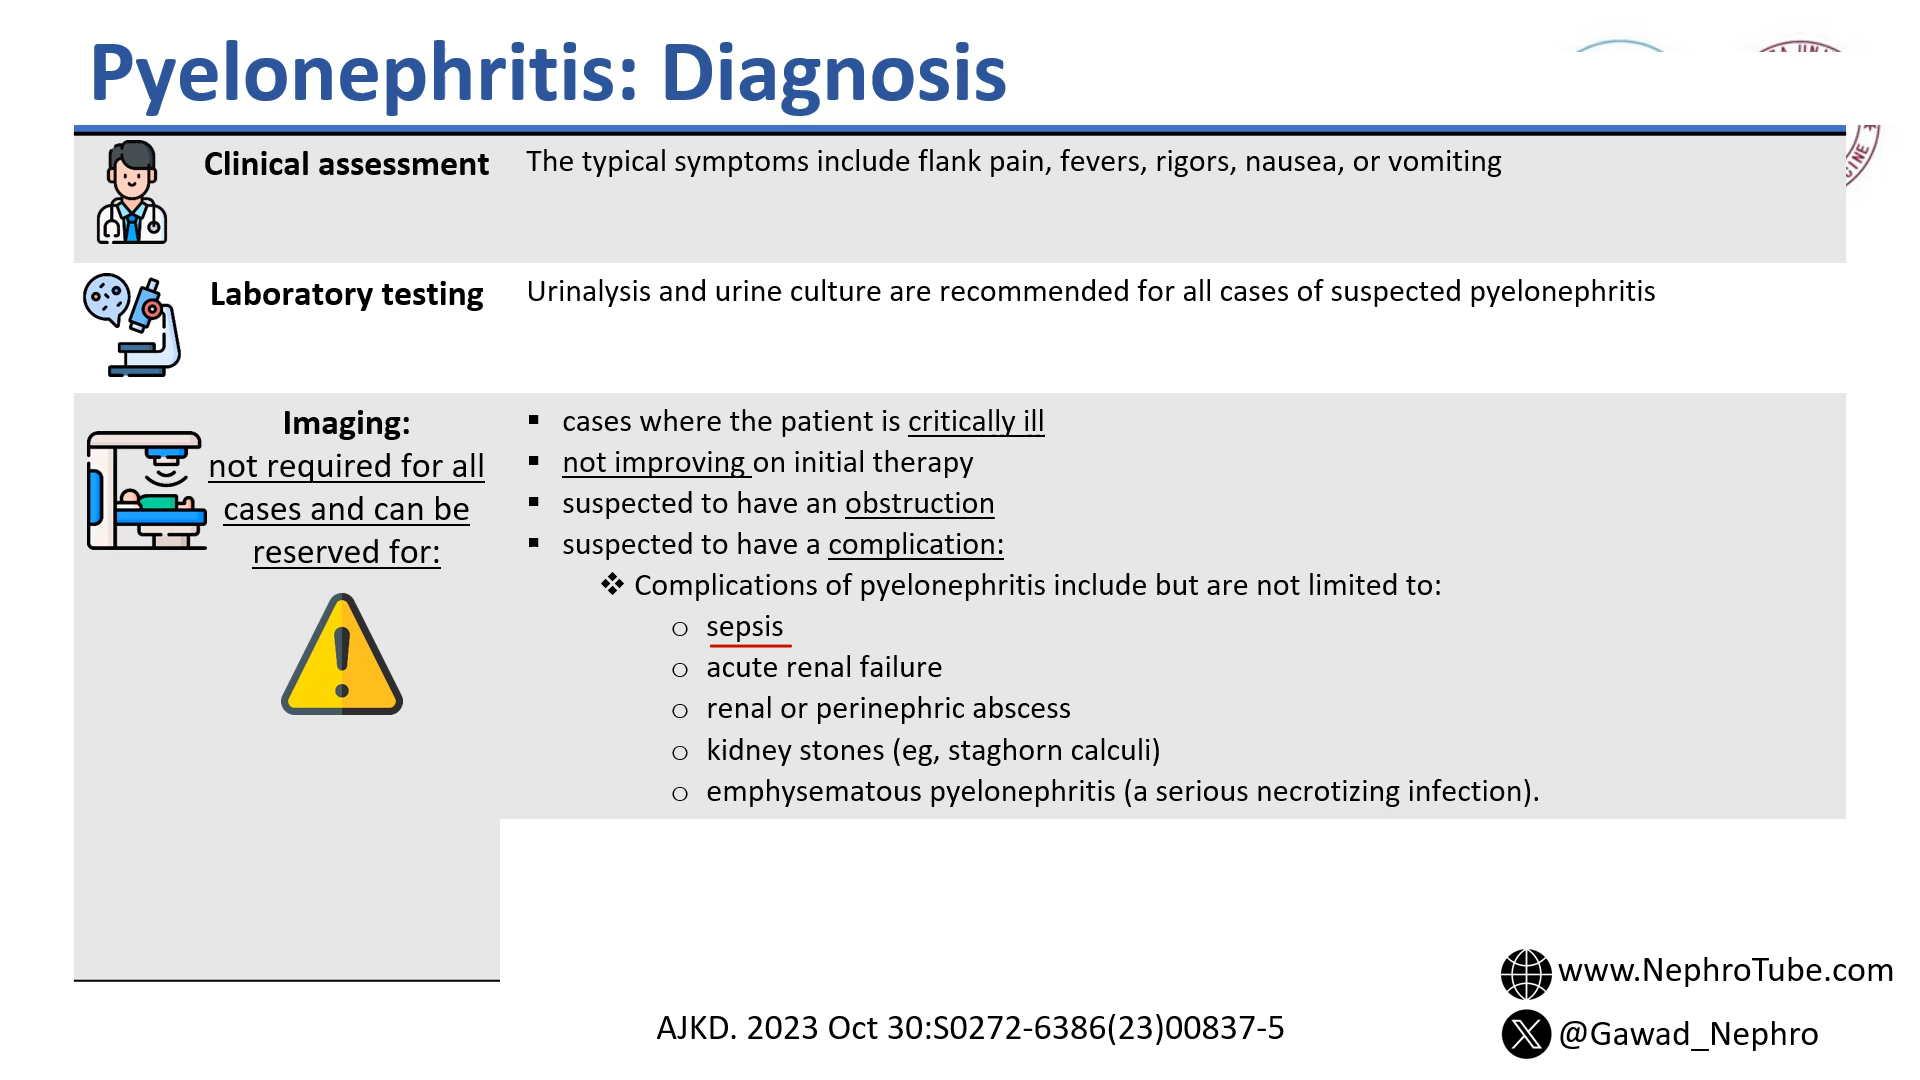 Pyelonephritis: Diagnosis
Clinical assessment
The typical symptoms include flank pain, fevers, rigors, nausea, or vomiting
Laboratory testing
Urinalysis and urine culture are recommended for all cases of suspected pyelonephritis
Imaging:
not required for all
cases and can be
reserved for:
▪ cases where the patient is critically ill
▪ not improving on initial therapy
▪ suspected to have an obstruction
▪ suspected to have a complication:
❖ Complications of pyelonephritis include but are not limited to:
o sepsis
o acute renal failure
o renal or perinephric abscess
o kidney stones (eg, staghorn calculi)
o emphysematous pyelonephritis (a serious necrotizing infection).
www.NephroTube.com
AJKD. 2023 Oct 30:S0272-6386(23)00837-5
@Gawad_Nephro